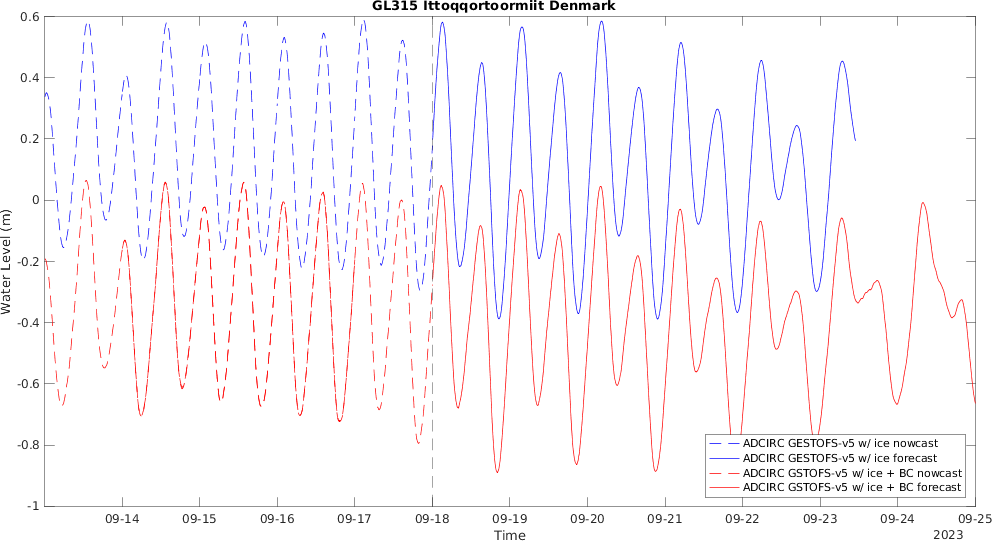 GL315 Ittoqqortoormiit Denmark
0.6
0.4
0.2
0
-0.2
-0.4
-0.6
-0.8
-1
Water Level (m)
ADCIRC GESTOFS-v5 w/ ice nowcast
ADCIRC GESTOFS-v5 w/ ice forecast
ADCIRC GSTOFS-v5 w/ ice + BC nowcast
ADCIRC GSTOFS-v5 w/ ice + BC forecast
09-14 09-15 09-16 09-17 09-18 09-19 09-20 09-21 09-22 09-23 09-24 09-25
Time
2023